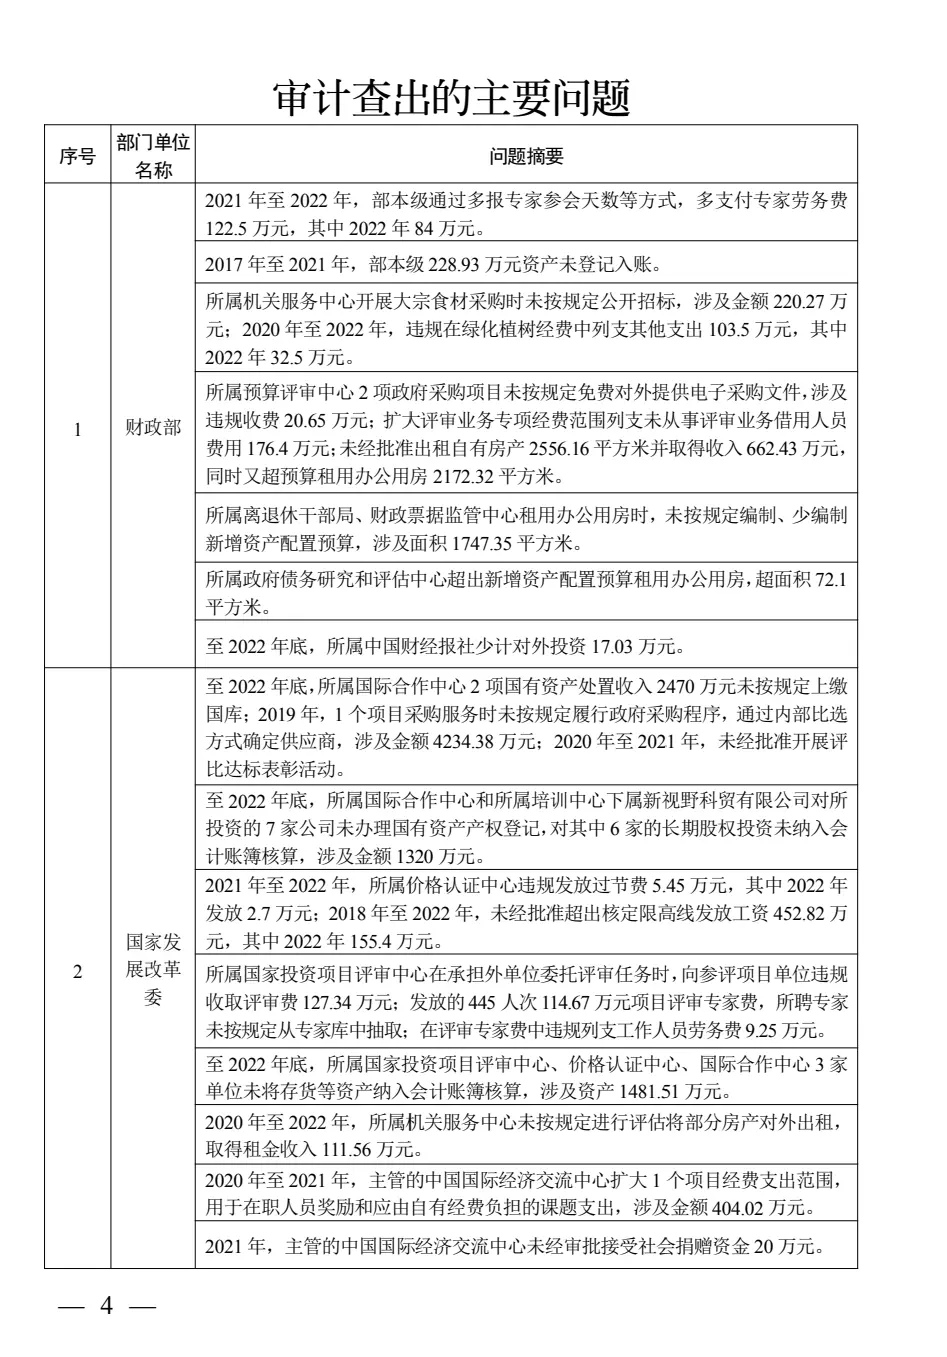 审计查出的主要问题
序号
部门单位
名称
问题摘要
1
财政部
2021 年至 2022 年，部本级通过多报专家参会天数等方式，多支付专家劳务费
122.5 万元，其中 2022 年 84 万元。
2017 年至 2021 年，部本级 228.93 万元资产未登记入账。
所属机关服务中心开展大宗食材采购时未按规定公开招标，涉及金额 220.27 万
元；2020 年至 2022 年，违规在绿化植树经费中列支其他支出 103.5 万元，其中
2022 年 32.5 万元。
所属预算评审中心 2 项政府采购项目未按规定免费对外提供电子采购文件，涉及
违规收费 20.65 万元；扩大评审业务专项经费范围列支未从事评审业务借用人员
费用 176.4 万元；未经批准出租自有房产 2556.16 平方米并取得收入 662.43 万元，
同时又超预算租用办公用房 2172.32 平方米。
所属离退休干部局、财政票据监管中心租用办公用房时，未按规定编制、少编制
新增资产配置预算，涉及面积 1747.35 平方米。
所属政府债务研究和评估中心超出新增资产配置预算租用办公用房，超面积 72.1
平方米。
至 2022 年底，所属中国财经报社少计对外投资 17.03 万元。
2
国家发
展改革
委
至 2022 年底，所属国际合作中心 2 项国有资产处置收入 2470 万元未按规定上缴
国库；2019 年，1 个项目采购服务时未按规定履行政府采购程序，通过内部比选
方式确定供应商，涉及金额 4234.38 万元；2020 年至 2021 年，未经批准开展评
比达标表彰活动。
至 2022 年底，所属国际合作中心和所属培训中心下属新视野科贸有限公司对所
投资的 7 家公司未办理国有资产产权登记，对其中 6 家的长期股权投资未纳入会
计账簿核算，涉及金额 1320 万元。
2021 年至 2022 年，所属价格认证中心违规发放过节费 5.45 万元，其中 2022 年
发放 2.7 万元；2018 年至 2022 年，未经批准超出核定限高线发放工资 452.82 万
元，其中 2022 年 155.4 万元。
所属国家投资项目评审中心在承担外单位委托评审任务时，向参评项目单位违规
收取评审费 127.34 万元；发放的 445 人次 114.67 万元项目评审专家费，所聘专家
未按规定从专家库中抽取；在评审专家费中违规列支工作人员劳务费 9.25 万元。
至 2022 年底，所属国家投资项目评审中心、价格认证中心、国际合作中心 3 家
单位未将存货等资产纳入会计账簿核算，涉及资产 1481.51 万元。
2020 年至 2022 年，所属机关服务中心未按规定进行评估将部分房产对外出租，
取得租金收入 111.56 万元。
2020 年至 2021 年，主管的中国国际经济交流中心扩大 1 个项目经费支出范围，
用于在职人员奖励和应由自有经费负担的课题支出，涉及金额 404.02 万元。
2021 年，主管的中国国际经济交流中心未经审批接受社会捐赠资金 20 万元。
— 4 —